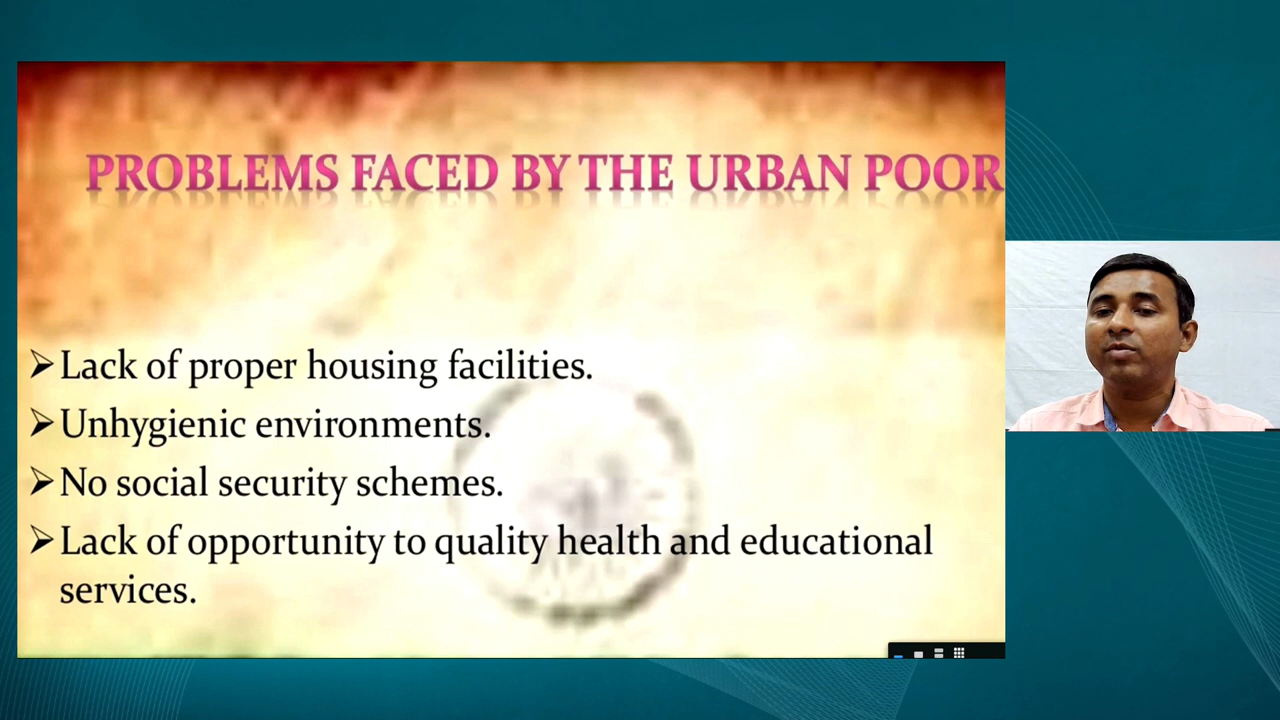 PROBLEMS FACED BY THE URBAN POOR
➢Lack of proper housing facilities.
➢Unhygienic environments.
➢No social security schemes.
➢Lack of opportunity to quality health and educational
services.